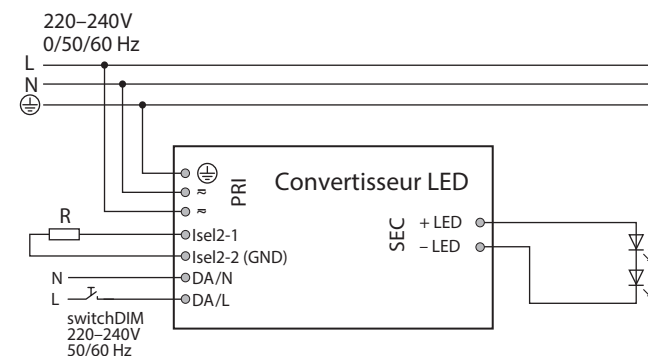 220–240V
0/50/60 Hz
L
N
PRI
≂
≂
Convertisseur LED
SEC
+ LED
– LED
R
Isel2-1
Isel2-2 (GND)
N
DA/N
L
DA/L
switchDIM
220–240V
50/60 Hz